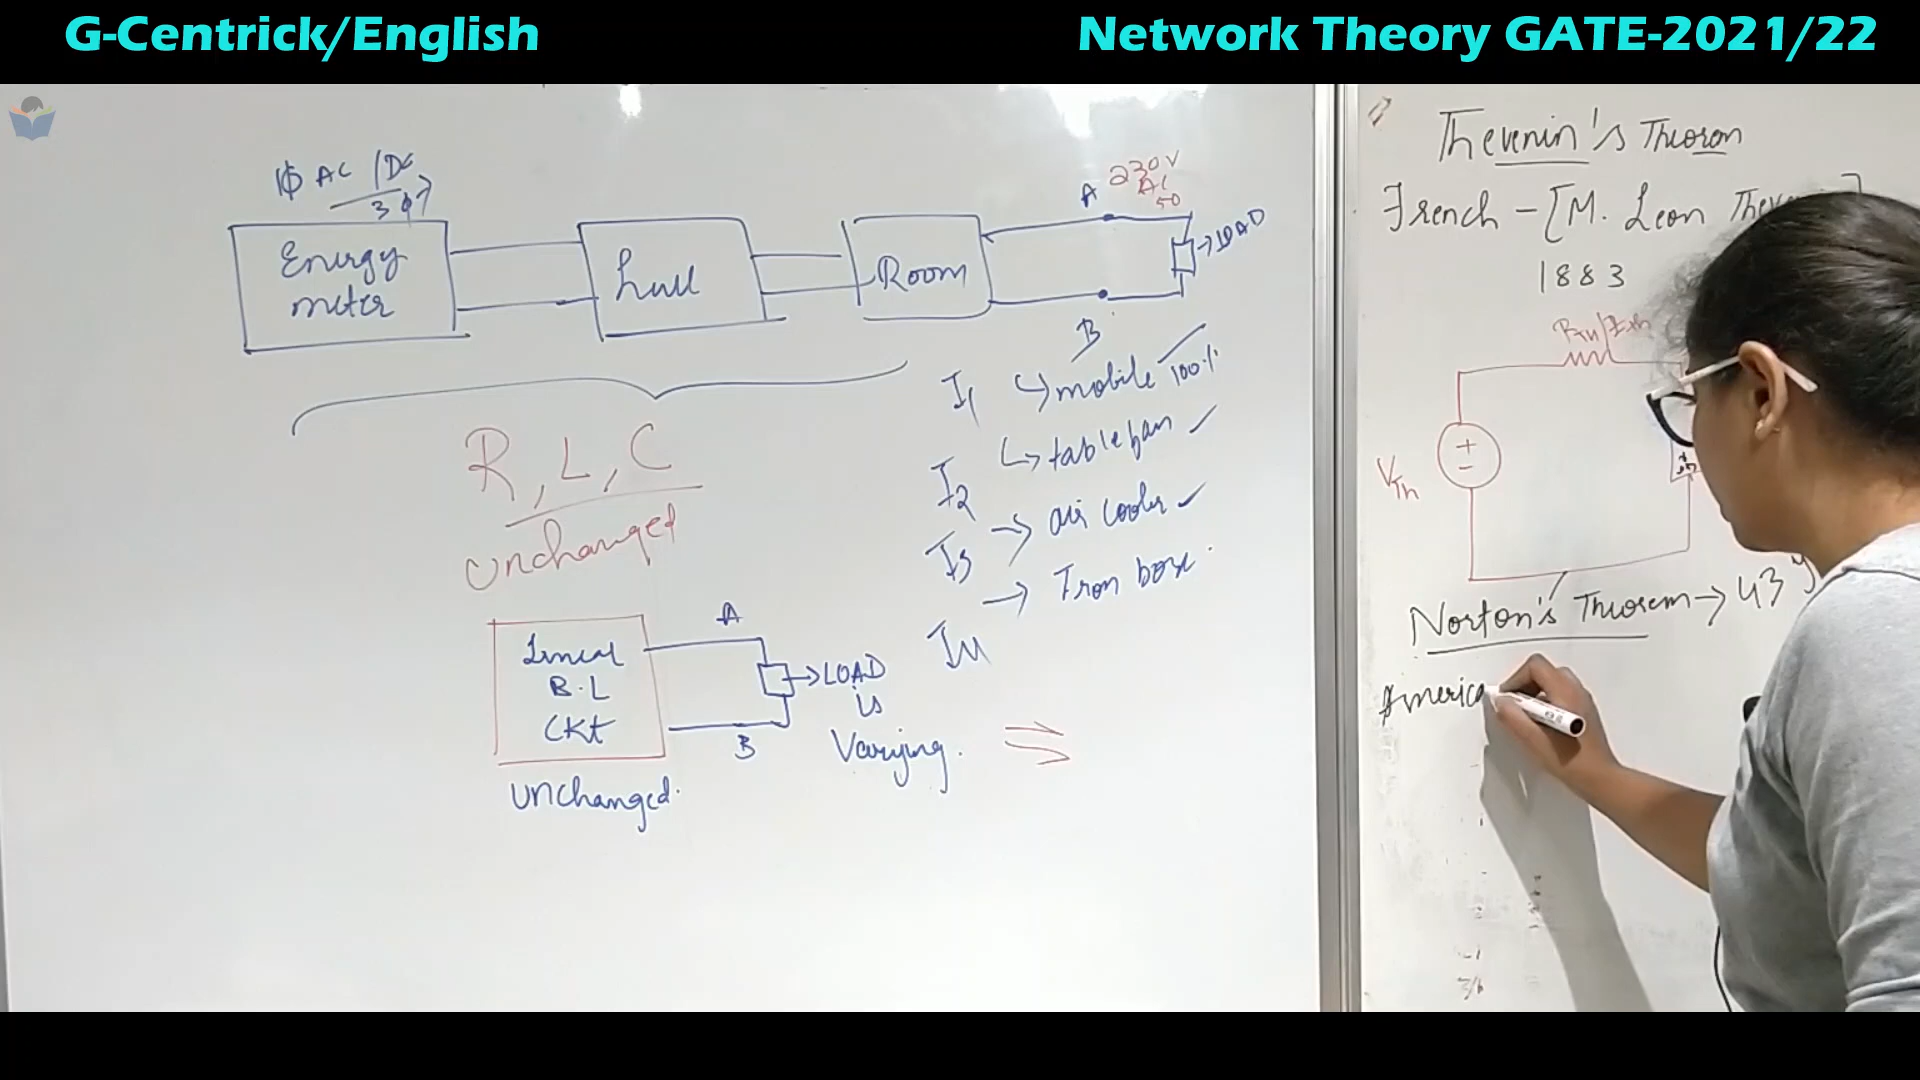 G-Centrick/English
Network Theory GATE-2021/22
1φ AC / DC
3φ
Energy
meter
Hall
Room
A
230V
AC
50
LOAD
B
R, L, C
unchanged
I1 mobile 100%
table fan
I2
air cooler
I3
Iron box
I4
Linear
B.L
CKt
A
B
LOAD
is
Varying.
unchanged.
Thevenin's Theorem
French - [M. Leon
1883
RTh/ZTh
+
-
VTh
Norton's Theorem → 43 y
America